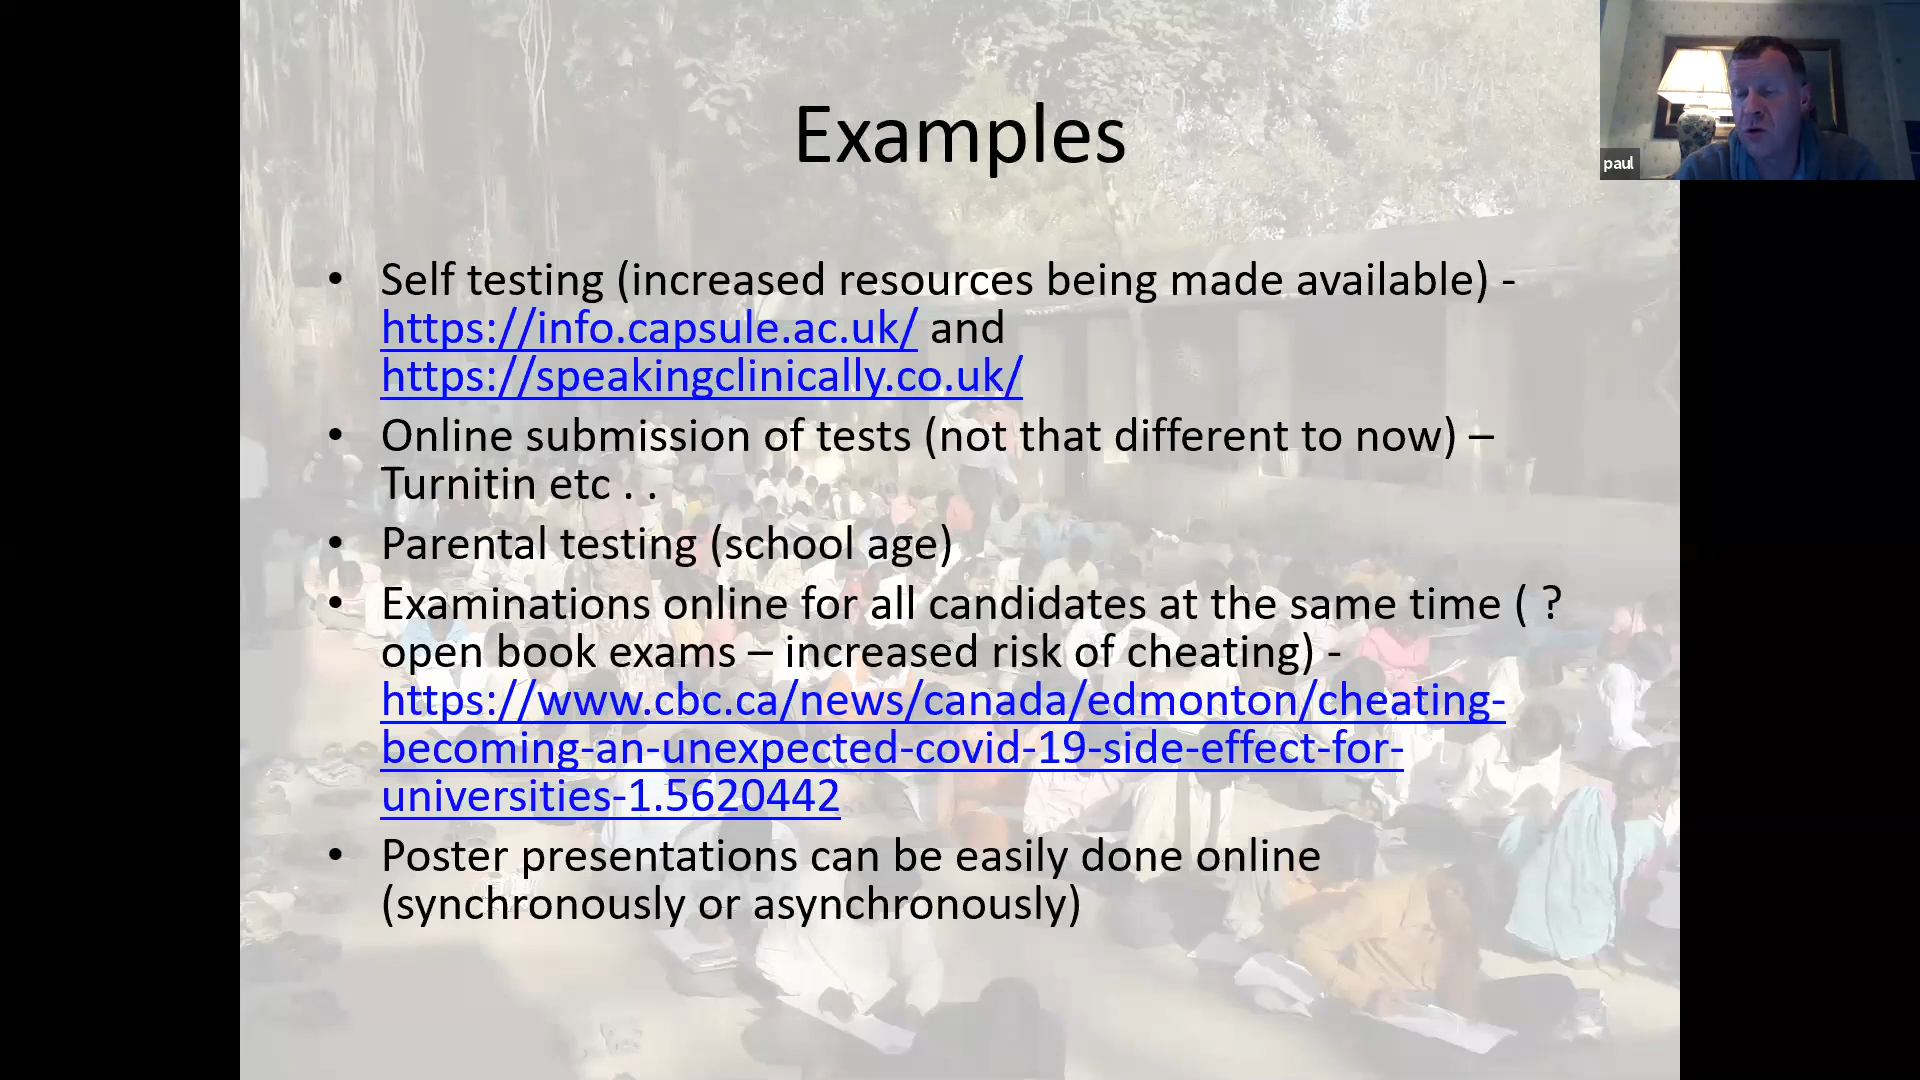 Examples
paul
• Self testing (increased resources being made available) -
https://info.capsule.ac.uk/ and
https://speakingclinically.co.uk/
• Online submission of tests (not that different to now) –
Turnitin etc . .
• Parental testing (school age)
• Examinations online for all candidates at the same time ( ?
open book exams – increased risk of cheating) -
https://www.cbc.ca/news/canada/edmonton/cheating-
becoming-an-unexpected-covid-19-side-effect-for-
universities-1.5620442
• Poster presentations can be easily done online
(synchronously or asynchronously)